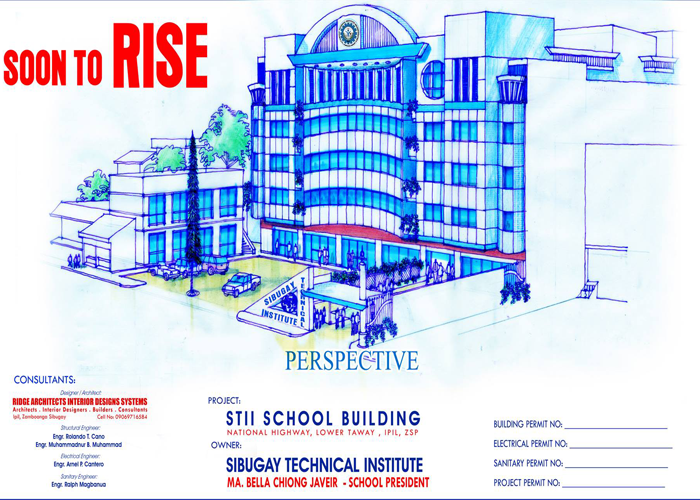 SOON TO RISE
SIBUGAY
TECHNICAL
INSTITUTE
PERSPECTIVE
CONSULTANTS:
Designer / Architect:
RIDGE ARCHITECTS INTERIOR DESIGNS SYSTEMS
Architects . Interior Designers . Builders . Consultants
Ipil, Zamboanga Sibugay Cell No: 09069716584
Structural Engineer:
Engr. Rolando T. Cano
Engr. Muhammadnur B. Muhammad
Electrical Engineer:
Engr. Arnel P. Cantero
Sanitary Engineer:
Engr. Ralph Magbanua
PROJECT:
STII SCHOOL BUILDING
NATIONAL HIGHWAY, LOWER TAWAY , IPIL, ZSP
OWNER:
SIBUGAY TECHNICAL INSTITUTE
MA. BELLA CHIONG JAVEIR - SCHOOL PRESIDENT
BUILDING PERMIT NO:
ELECTRICAL PERMIT NO:
SANITARY PERMIT NO:
PROJECT PERMIT NO: